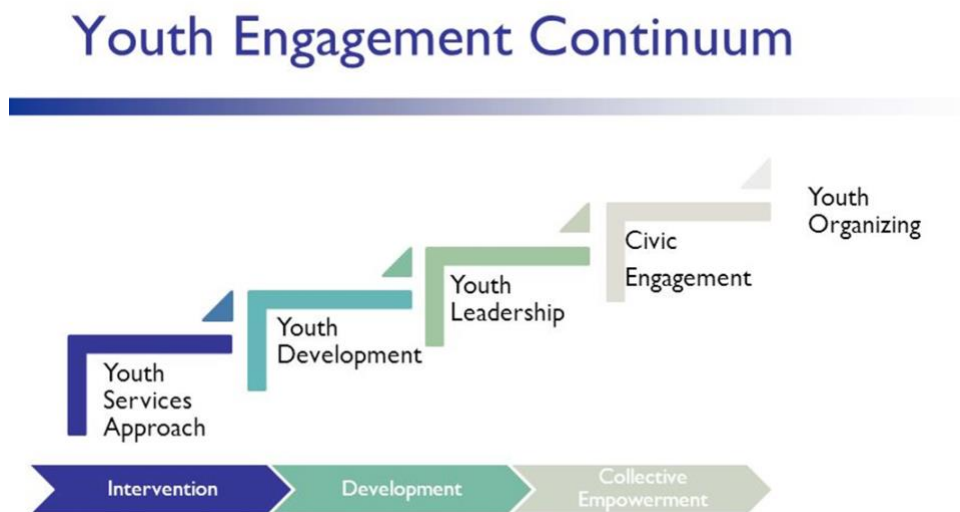 Youth Engagement Continuum
Youth
Services
Approach
Youth
Development
Youth
Leadership
Civic
Engagement
Youth
Organizing
Intervention
Development
Collective
Empowerment